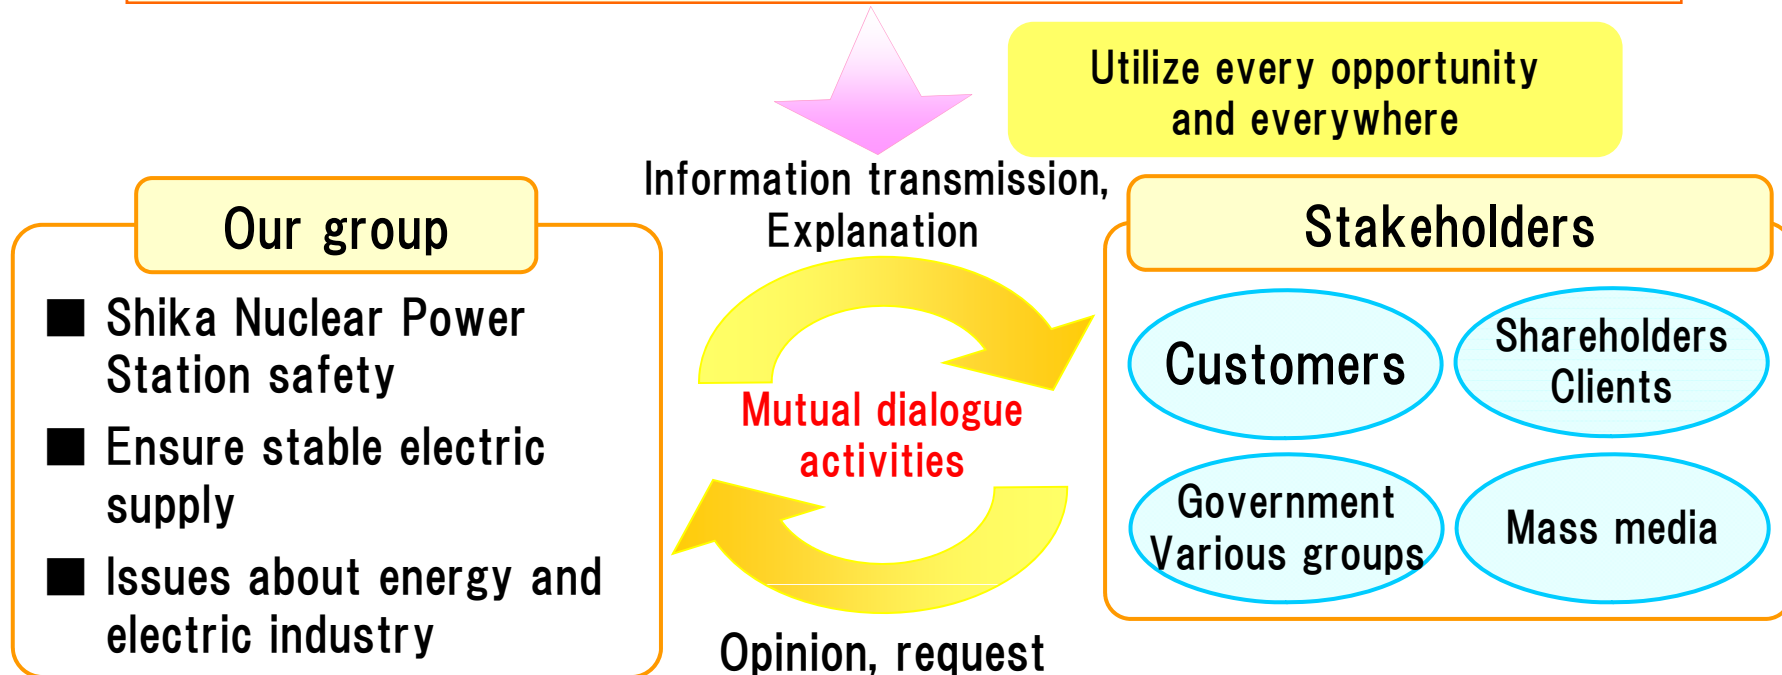 Utilize every opportunity
and everywhere
Information transmission,
Explanation
Our group
■ Shika Nuclear Power
Station safety
■ Ensure stable electric
supply
■ Issues about energy and
electric industry
Mutual dialogue
activities
Opinion, request
Stakeholders
Customers
Shareholders
Clients
Government
Various groups
Mass media